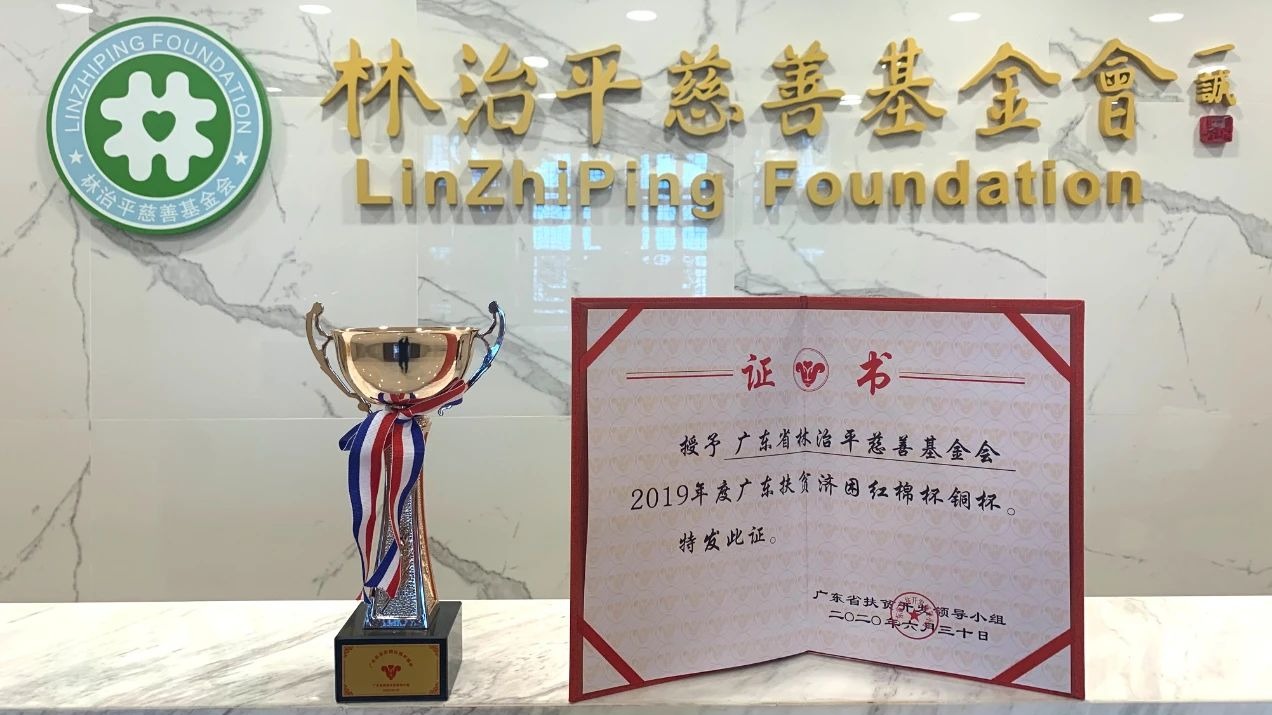 LINZHIPING FOUNDATION
林治平慈善基金会
林治平慈善基金會
一誠
LinZhiPing Foundation
证 书
授予 广东省林治平慈善基金会
2019年度广东扶贫济困红棉杯铜杯。
特发此证。
广东省扶贫开发领导小组
二〇二〇年六月三十日